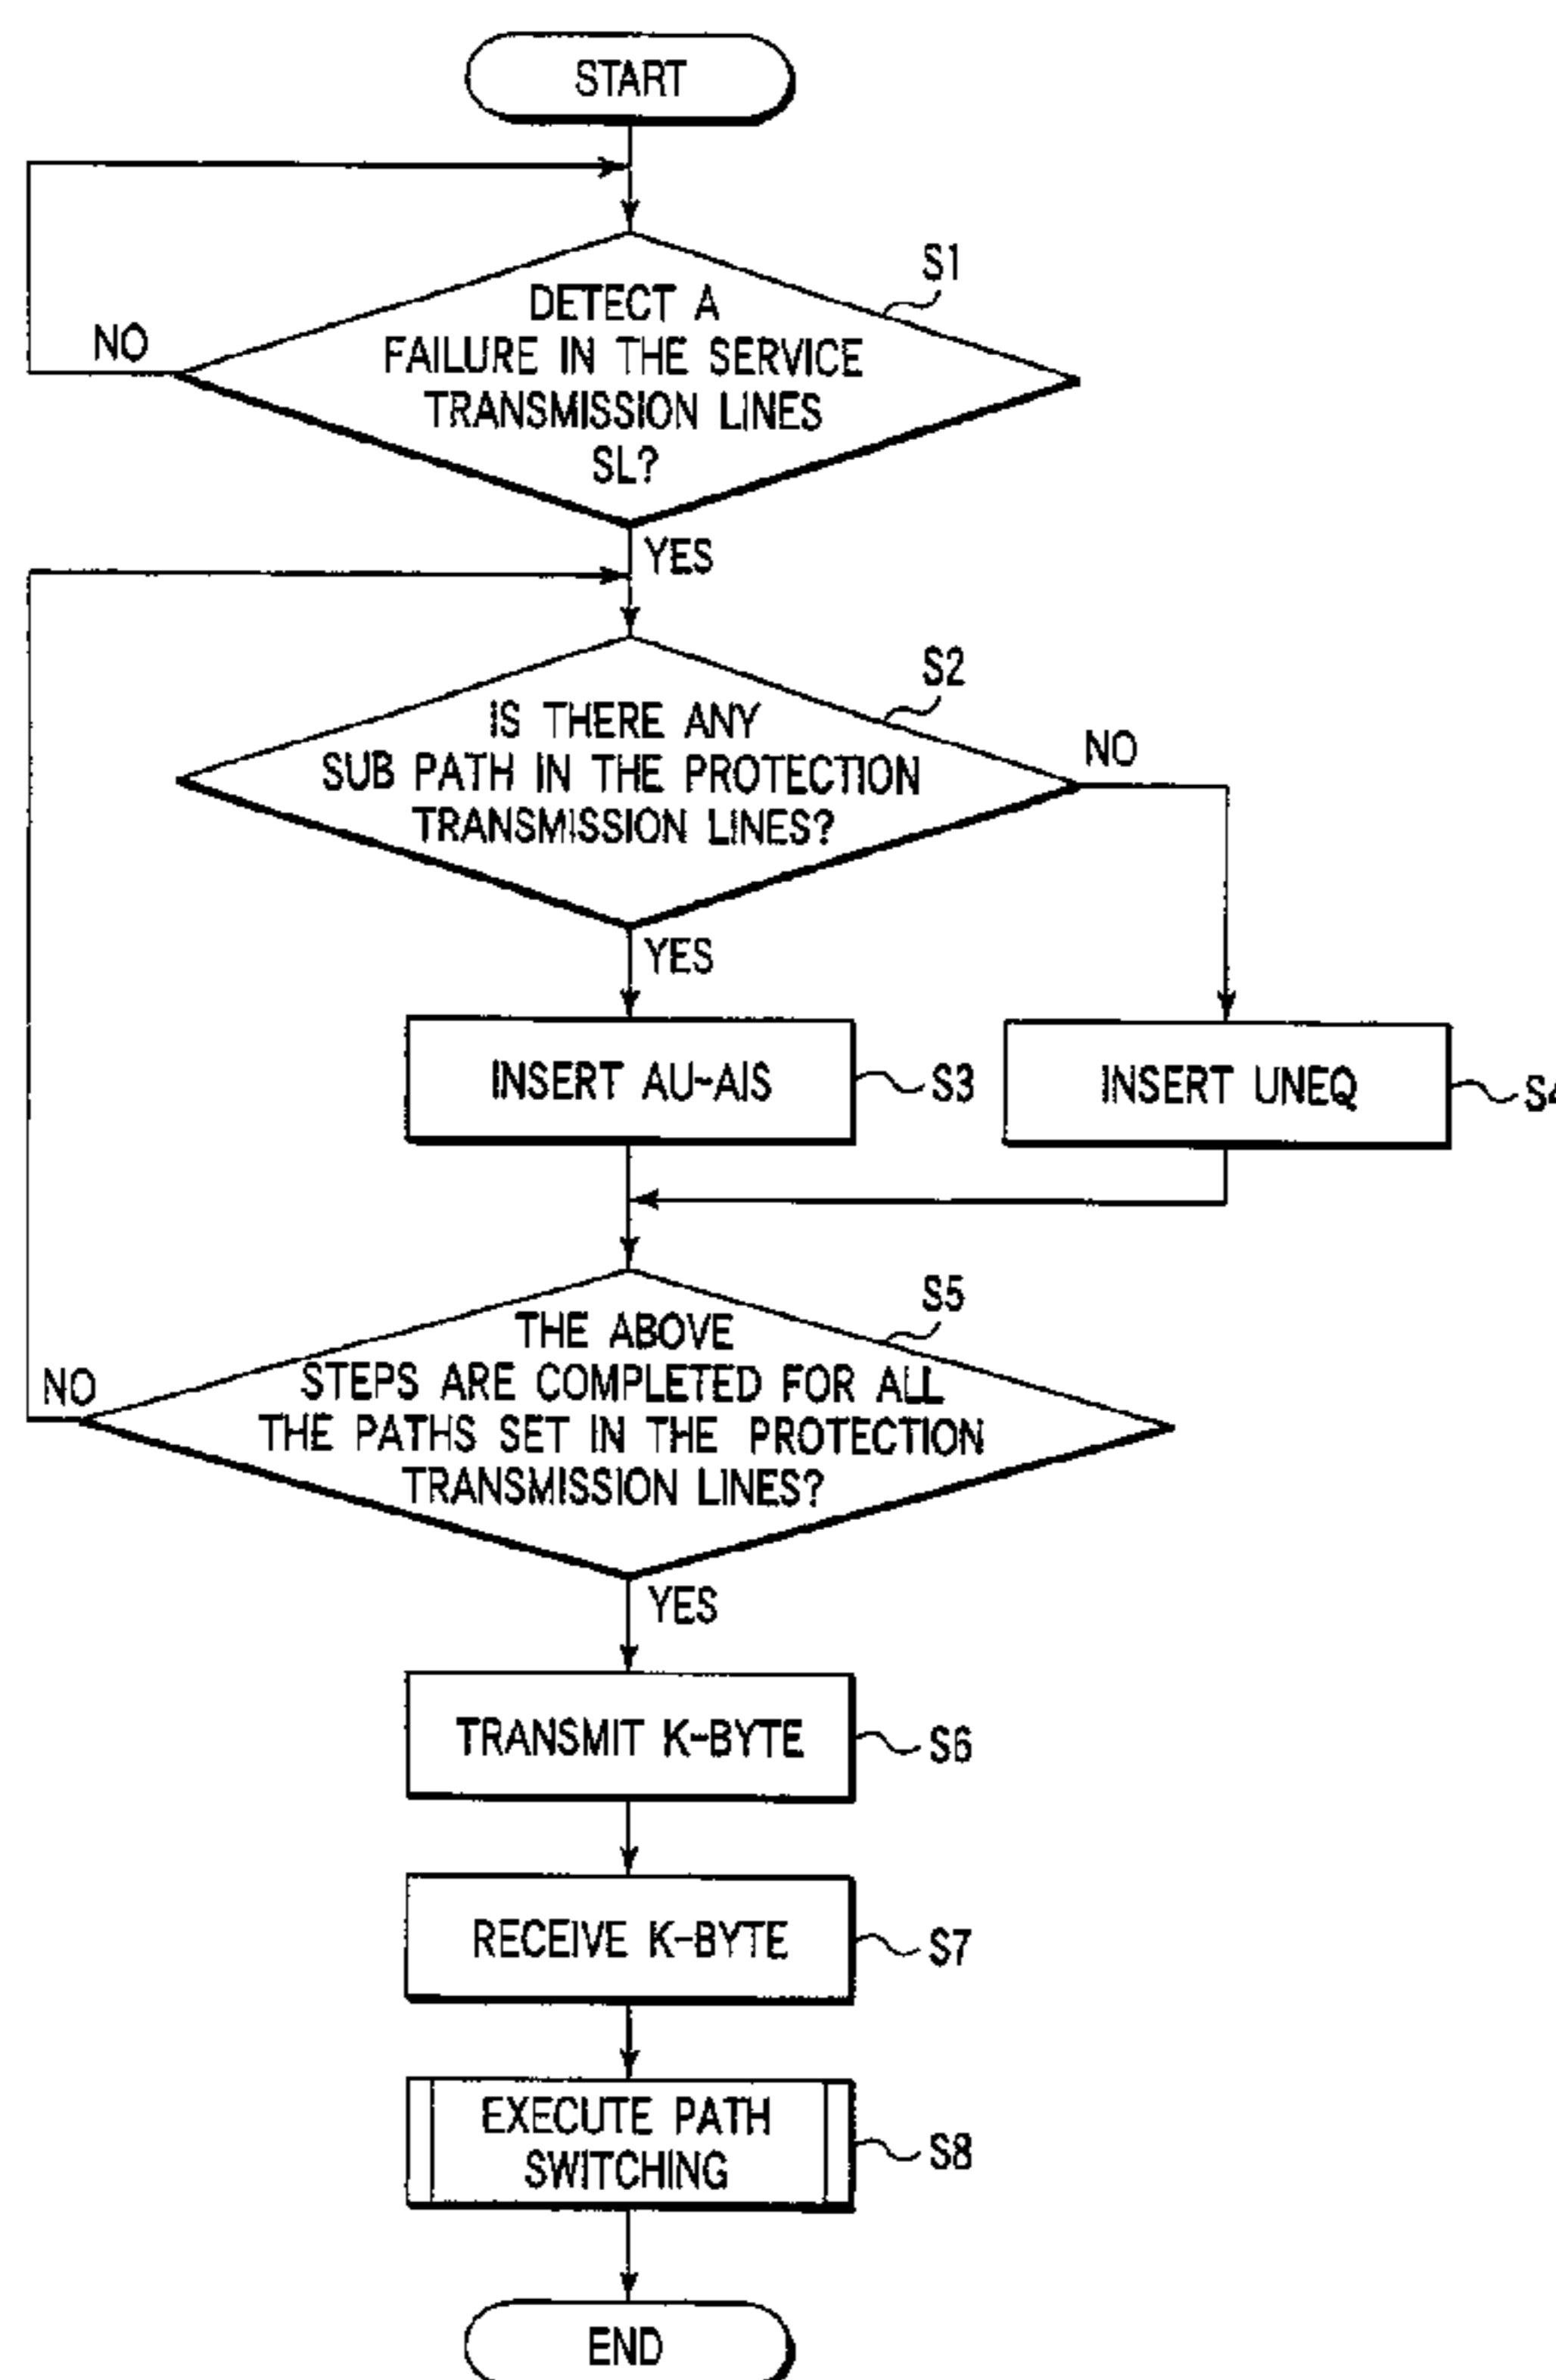 START
S1
DETECT A
FAILURE IN THE SERVICE
TRANSMISSION LINES
SL?
NO
YES
S2
IS THERE ANY
SUB PATH IN THE PROTECTION
TRANSMISSION LINES?
NO
YES
INSERT AU-AIS
S3
INSERT UNEQ
S4
S5
THE ABOVE
STEPS ARE COMPLETED FOR ALL
THE PATHS SET IN THE PROTECTION
TRANSMISSION LINES?
NO
YES
TRANSMIT K-BYTE
S6
RECEIVE K-BYTE
S7
EXECUTE PATH
SWITCHING
S8
END